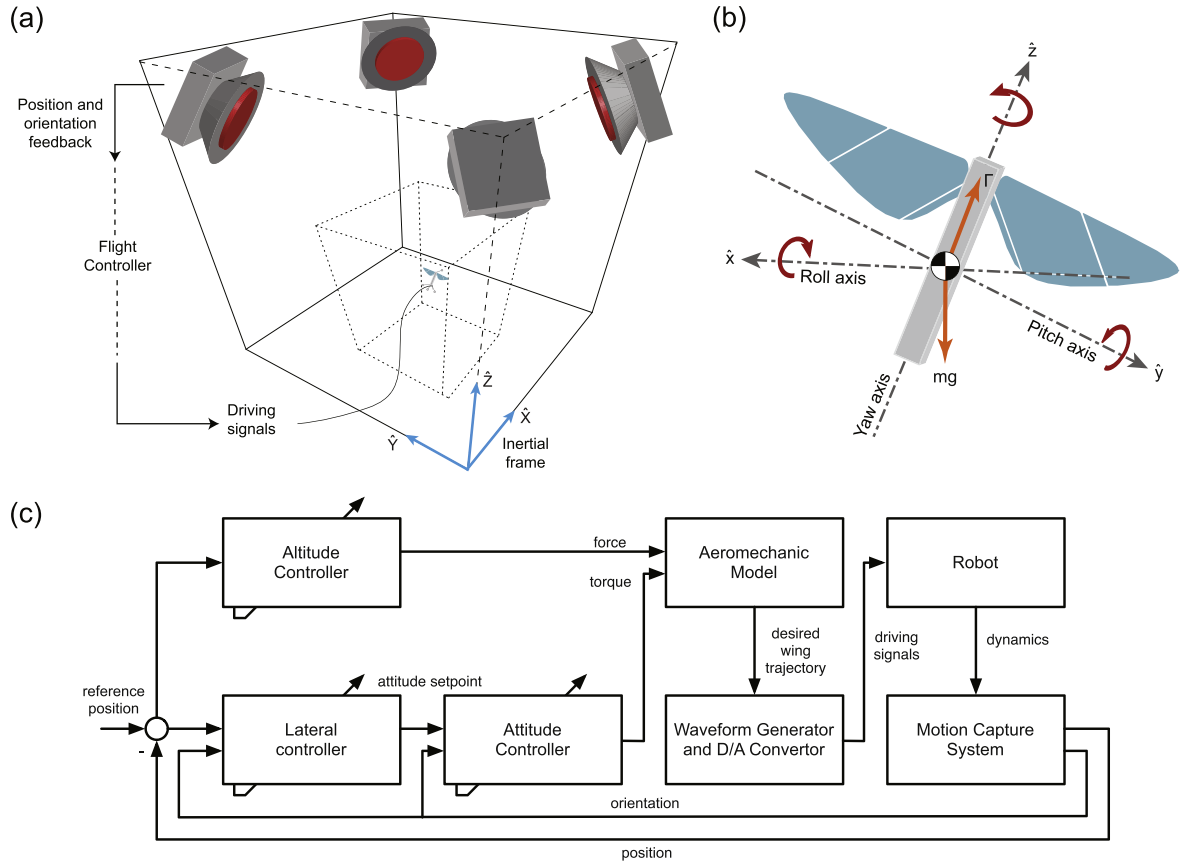 (a)
Position and
orientation
feedback
Flight
Controller
Driving
signals
Ẑ
X̂
Ŷ
Inertial
frame
(b)
ẑ
Γ
x̂
Roll axis
Pitch axis
ŷ
mg
Yaw axis
(c)
Altitude
Controller
force
torque
Aeromechanic
Model
Robot
desired
wing
trajectory
driving
signals
dynamics
reference
position
-
attitude setpoint
Lateral
controller
Attitude
Controller
Waveform Generator
and D/A Convertor
Motion Capture
System
orientation
position